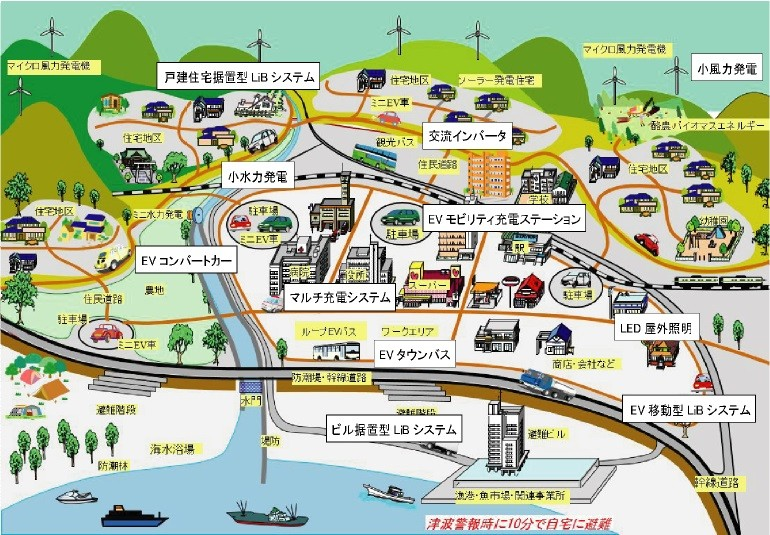 マイクロ風力発電機
戸建住宅据置型 LiB システム
住宅地区
ソーラー発電住宅
マイクロ風力発電機
小風力発電
ミニEV車
酪農バイオマスエネルギー
住宅地区
観光バス
交流インバータ
住民道路
住宅地区
小水力発電
学校
住宅地区
ミニ水力発電
駐車場
ミニEV車
駐車場
EV モビリティ充電ステーション
駅
幼稚園
EV コンバートカー
病院
役所
スーパー
駐車場
住民道路
農地
マルチ充電システム
駐車場
ミニEV車
ループEVバス
ワークエリア
EV タウンバス
LED 屋外照明
商店・会社など
防潮堤・幹線道路
避難階段
水門
避難階段
ビル据置型 LiB システム
避難ビル
EV 移動型 LiB システム
海水浴場
堤防
防潮林
漁港・魚市場・関連事業所
幹線道路
津波警報時に10分で自宅に避難